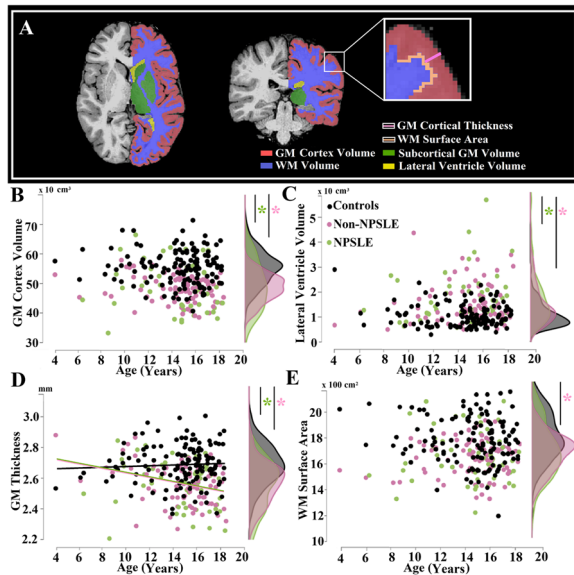 A
GM Cortical Thickness
WM Surface Area
GM Cortex Volume
Subcortical GM Volume
WM Volume
Lateral Ventricle Volume
B
x 10 cm³
GM Cortex Volume
70
60
50
40
30
4 6 8 10 12 14 16 18 20
Age (Years)
* *
C
x 10 cm³
Lateral Ventricle Volume
Controls
Non-NPSLE
NPSLE
6
5
4
3
2
1
0
4 6 8 10 12 14 16 18 20
Age (Years)
* *
D
mm
GM Thickness
3.0
2.8
2.6
2.4
2.2
4 6 8 10 12 14 16 18 20
Age (Years)
* *
E
x 100 cm²
WM Surface Area
20
18
16
14
12
10
4 6 8 10 12 14 16 18 20
Age (Years)
*